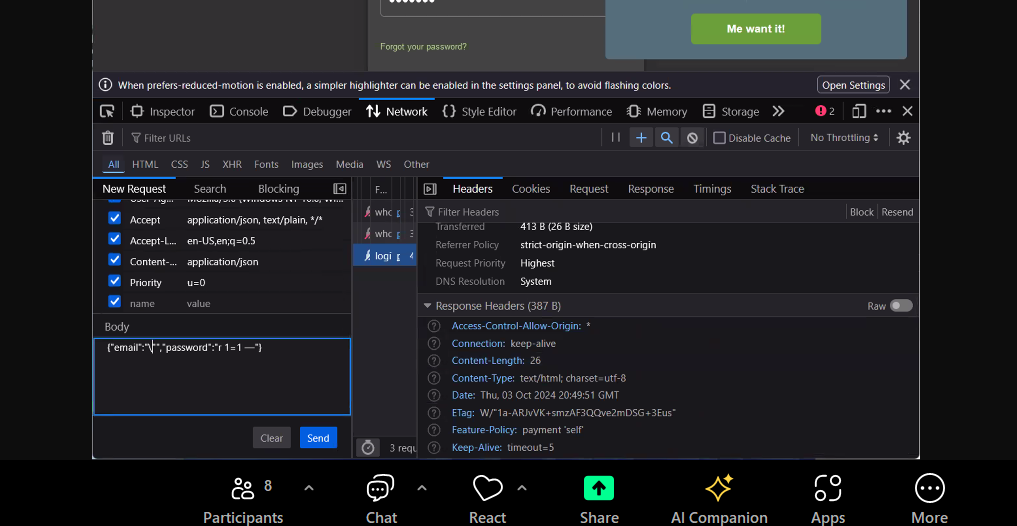 Me want it!
Forgot your password?
When prefers-reduced-motion is enabled, a simpler highlighter can be enabled in the settings panel, to avoid flashing colors.
Open Settings
Inspector
Console
Debugger
Network
Style Editor
Performance
Memory
Storage
2
Filter URLs
Disable Cache
No Throttling
All HTML CSS JS XHR Fonts Images Media WS Other
New Request
Search
Blocking
F...
Headers
Cookies
Request
Response
Timings
Stack Trace
Accept application/json, text/plain, */*
Accept-L... en-US,en;q=0.5
Content-... application/json
Priority u=0
name value
Body
{"email":"\"","password":"r 1=1 —"}
Clear
Send
whc p 3
whc p 3
logi p 4
3 requ
Filter Headers
Block
Resend
Transferred 413 B (26 B size)
Referrer Policy strict-origin-when-cross-origin
Request Priority Highest
DNS Resolution System
Response Headers (387 B)
Raw
Access-Control-Allow-Origin: *
Connection: keep-alive
Content-Length: 26
Content-Type: text/html; charset=utf-8
Date: Thu, 03 Oct 2024 20:49:51 GMT
ETag: W/"1a-ARJvVK+smzAF3QQve2mDSG+3Eus"
Feature-Policy: payment 'self'
Keep-Alive: timeout=5
8
Participants
Chat
React
Share
AI Companion
Apps
More